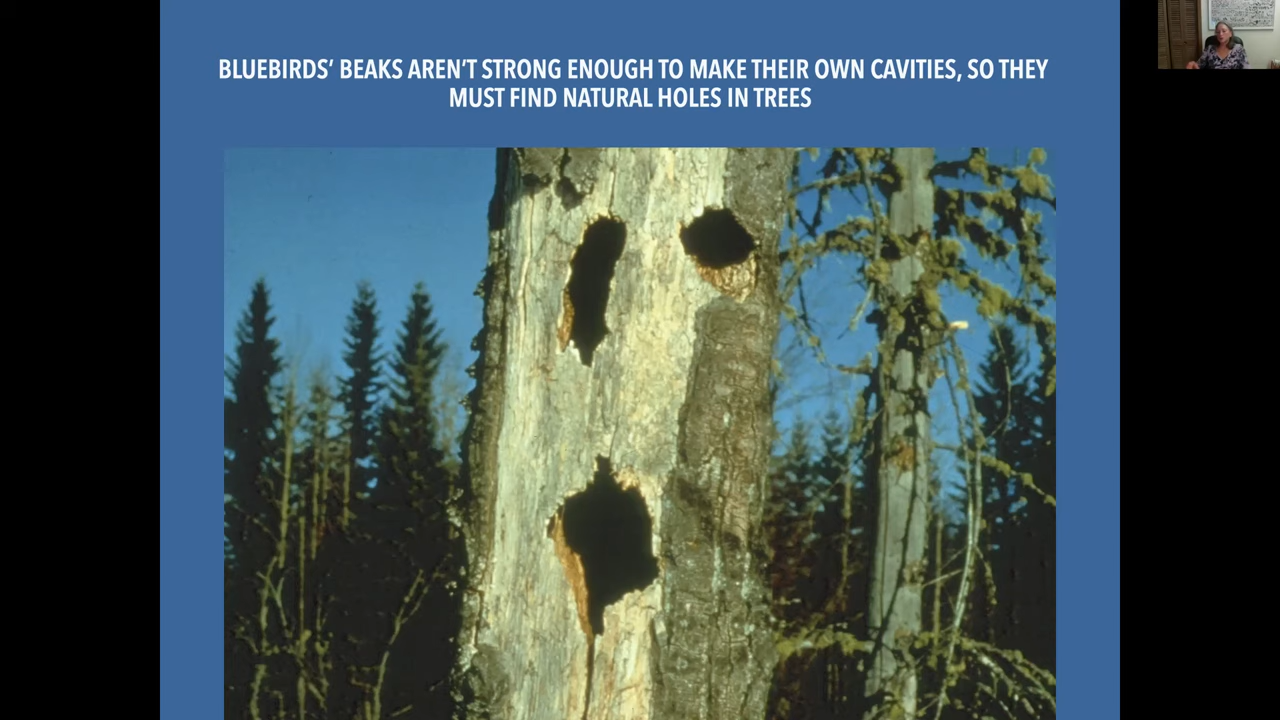 BLUEBIRDS’ BEAKS AREN’T STRONG ENOUGH TO MAKE THEIR OWN CAVITIES, SO THEY
MUST FIND NATURAL HOLES IN TREES